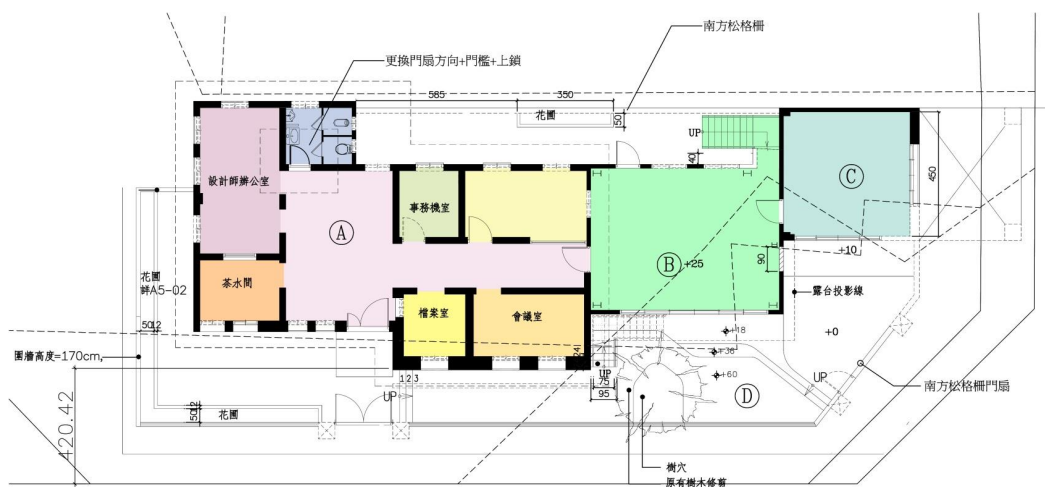 南方松格柵
更換門扇方向+門檻+上鎖
585
350
花圃
50
UP
40
設計師辦公室
事務機室
A
B
+25
C
450
90
+10
茶水間
檔案室
會議室
花圃
詳A5-02
露台投影線
50
12
+18
+0
圍牆高度=170cm,
24
+36
1 2 3
UP
+60
UP
75
95
D
UP
南方松格柵門扇
12
50
花圃
UP
420.42
樹穴
原有樹木修剪